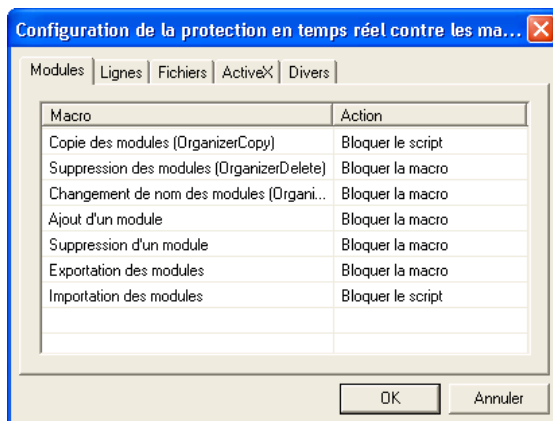 Configuration de la protection en temps réel contre les ma...
Modules Lignes Fichiers ActiveX Divers
Macro Action
Copie des modules (OrganizerCopy) Bloquer le script
Suppression des modules (OrganizerDelete) Bloquer la macro
Changement de nom des modules (Organi... Bloquer la macro
Ajout d'un module Bloquer la macro
Suppression d'un module Bloquer la macro
Exportation des modules Bloquer la macro
Importation des modules Bloquer le script
OK Annuler